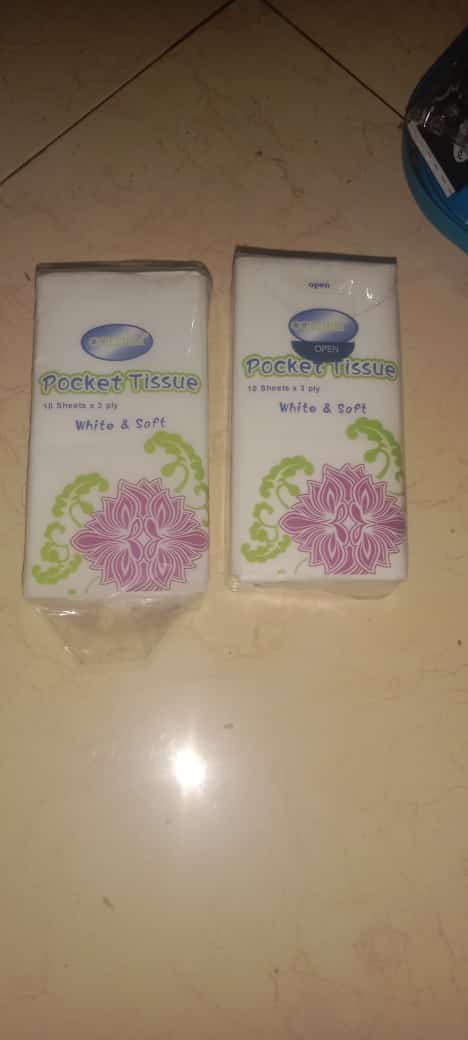 Pocket Tissue
10 Sheets x 3 ply
White & Soft
open
OPEN
Pocket Tissue
10 Sheets x 3 ply
White & Soft